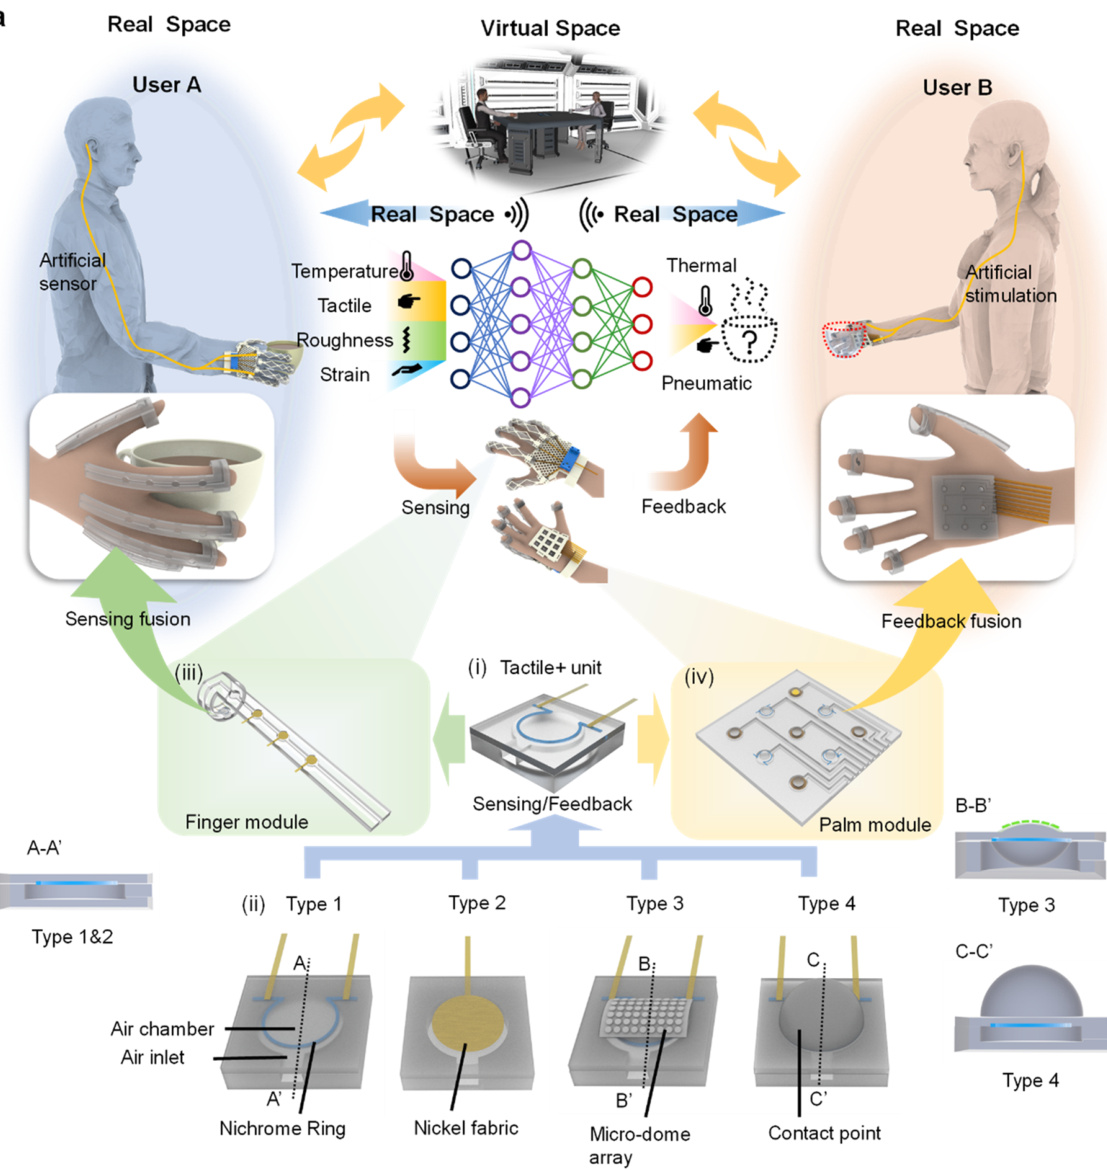 a
Real Space
Virtual Space
Real Space
User A
User B
Real Space
Real Space
Artificial
sensor
Temperature
Tactile
Roughness
Strain
Thermal
?
Pneumatic
Artificial
stimulation
Sensing
Feedback
Sensing fusion
Feedback fusion
(iii)
(i) Tactile+ unit
(iv)
Finger module
Sensing/Feedback
Palm module
A-A’
Type 1&2
B-B’
Type 3
(ii) Type 1
Type 2
Type 3
Type 4
C-C’
Type 4
A
B
C
Air chamber
Air inlet
A’
B’
C’
Nichrome Ring
Nickel fabric
Micro-dome
array
Contact point